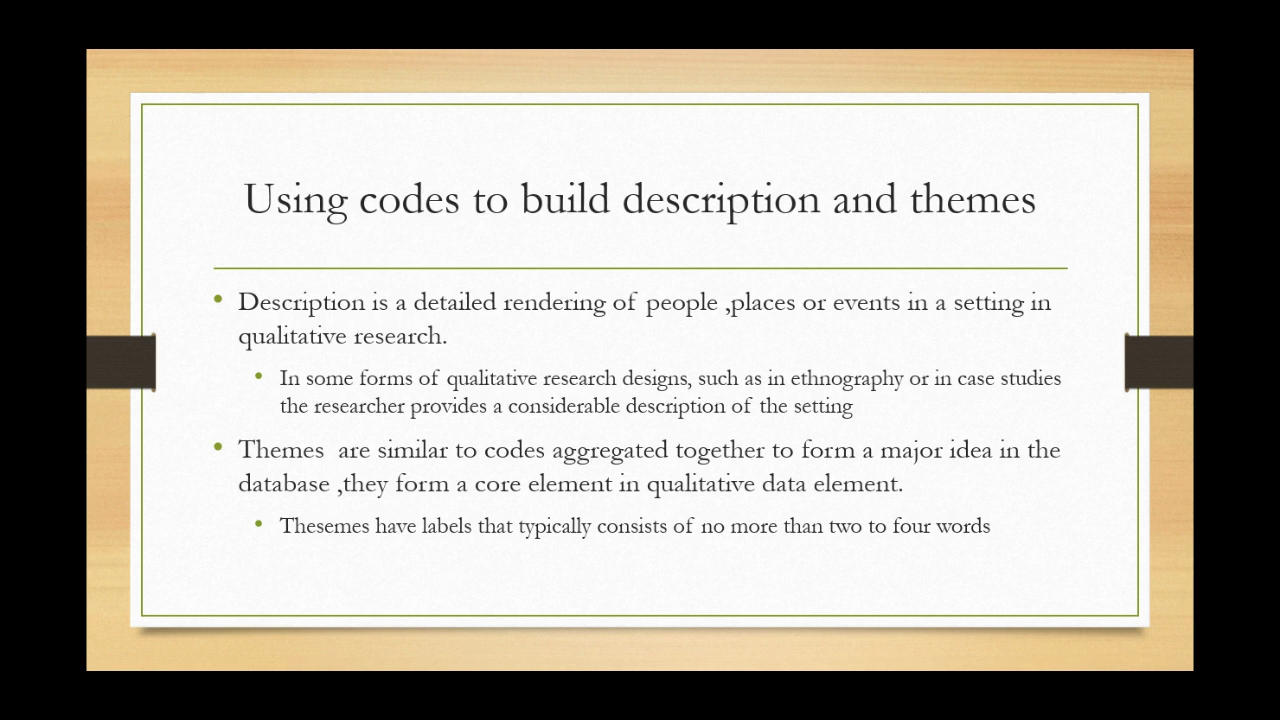 Using codes to build description and themes
• Description is a detailed rendering of people ,places or events in a setting in
qualitative research.
• In some forms of qualitative research designs, such as in ethnography or in case studies
the researcher provides a considerable description of the setting
• Themes  are similar to codes aggregated together to form a major idea in the
database ,they form a core element in qualitative data element.
• Thesemes have labels that typically consists of no more than two to four words